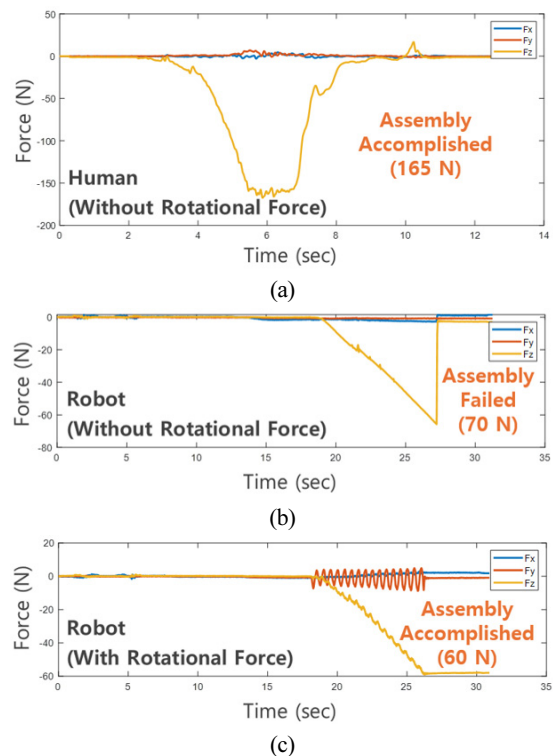 50
0
-50
-100
-150
-200
0
2
4
6
8
10
12
14
Fx
Fy
Fz
Force (N)
Time (sec)
Human
(Without Rotational Force)
Assembly
Accomplished
(165 N)
(a)
0
-20
-40
-60
-80
0
5
10
15
20
25
30
35
Fx
Fy
Fz
Force (N)
Time (sec)
Robot
(Without Rotational Force)
Assembly
Failed
(70 N)
(b)
20
0
-20
-40
-60
0
5
10
15
20
25
30
35
Fx
Fy
Fz
Force (N)
Time (sec)
Robot
(With Rotational Force)
Assembly
Accomplished
(60 N)
(c)